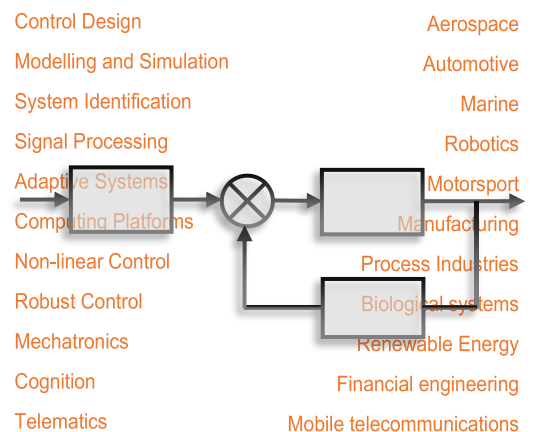 Control Design
Modelling and Simulation
System Identification
Signal Processing
Adaptive Systems
Computing Platforms
Non-linear Control
Robust Control
Mechatronics
Cognition
Telematics
Aerospace
Automotive
Marine
Robotics
Motorsport
Manufacturing
Process Industries
Biological systems
Renewable Energy
Financial engineering
Mobile telecommunications